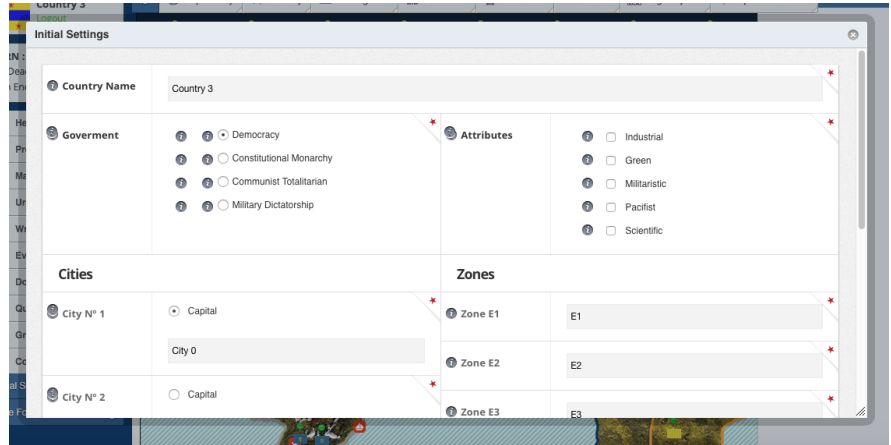 Country 3
Logout
Initial Settings
Country Name
Country 3
Goverment
Democracy
Constitutional Monarchy
Communist Totalitarian
Military Dictatorship
Attributes
Industrial
Green
Militaristic
Pacifist
Scientific
Cities
Zones
City Nº 1
Capital
City 0
Zone E1
E1
Zone E2
E2
City Nº 2
Capital
Zone E3
E3